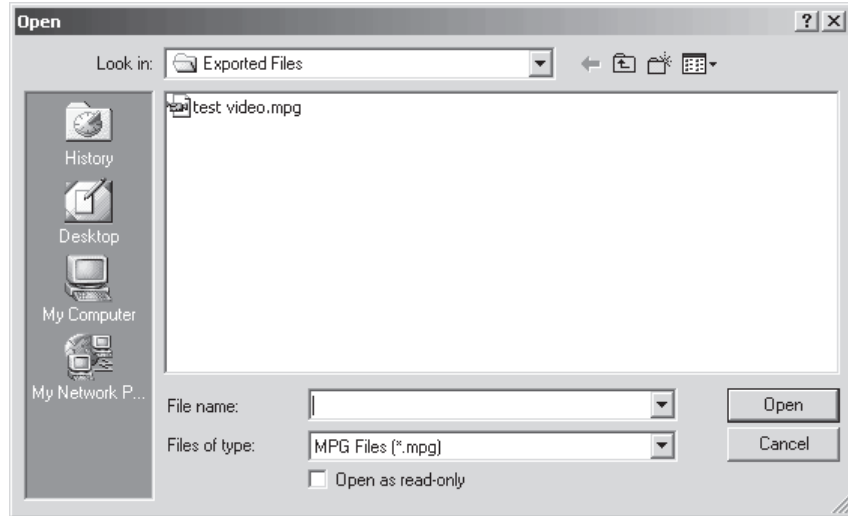 Open
Look in: Exported Files
test video.mpg
History
Desktop
My Computer
My Network P...
File name:
Open
Files of type: MPG Files (*.mpg)
Cancel
Open as read-only